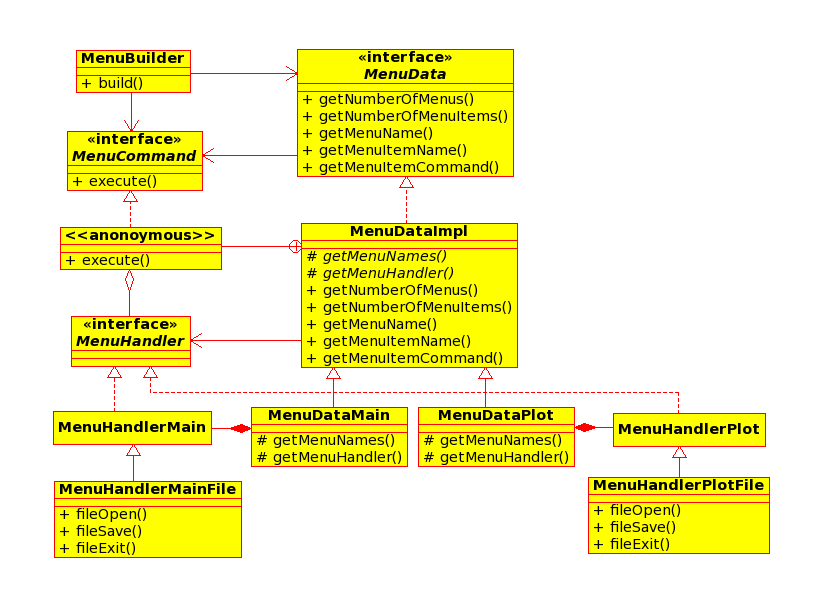 MenuBuilder
+ build()
«interface»
MenuData
+ getNumberOfMenus()
+ getNumberOfMenuItems()
+ getMenuName()
+ getMenuItemName()
+ getMenuItemCommand()
«interface»
MenuCommand
+ execute()
<<anonoymous>>
+ execute()
MenuDataImpl
# getMenuNames()
# getMenuHandler()
+ getNumberOfMenus()
+ getNumberOfMenuItems()
+ getMenuName()
+ getMenuItemName()
+ getMenuItemCommand()
«interface»
MenuHandler
MenuHandlerMain
MenuDataMain
# getMenuNames()
# getMenuHandler()
MenuDataPlot
# getMenuNames()
# getMenuHandler()
MenuHandlerPlot
MenuHandlerMainFile
+ fileOpen()
+ fileSave()
+ fileExit()
MenuHandlerPlotFile
+ fileOpen()
+ fileSave()
+ fileExit()